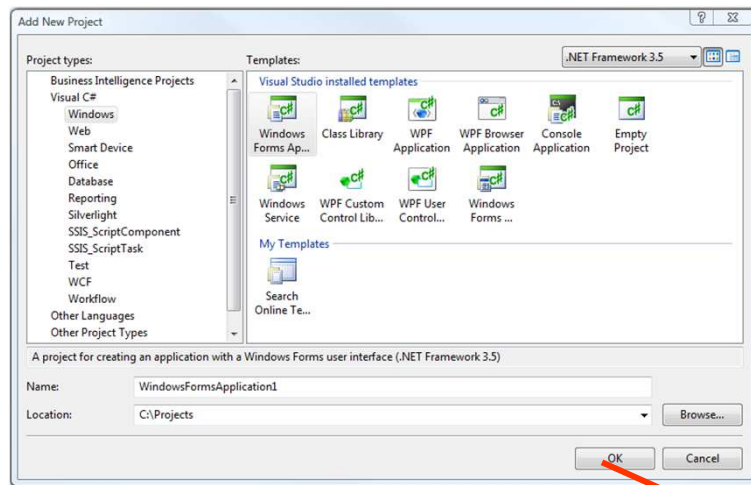 Add New Project
Project types:
Templates:
.NET Framework 3.5
Business Intelligence Projects
Visual C#
Windows
Web
Smart Device
Office
Database
Reporting
Silverlight
SSIS_ScriptComponent
SSIS_ScriptTask
Test
WCF
Workflow
Other Languages
Other Project Types
Visual Studio installed templates
Windows Forms Ap...
Class Library
WPF Application
WPF Browser Application
Console Application
Empty Project
Windows Service
WPF Custom Control Lib...
WPF User Control...
Windows Forms ...
My Templates
Search Online Te...
A project for creating an application with a Windows Forms user interface (.NET Framework 3.5)
Name:
WindowsFormsApplication1
Location:
C:\Projects
Browse...
OK
Cancel